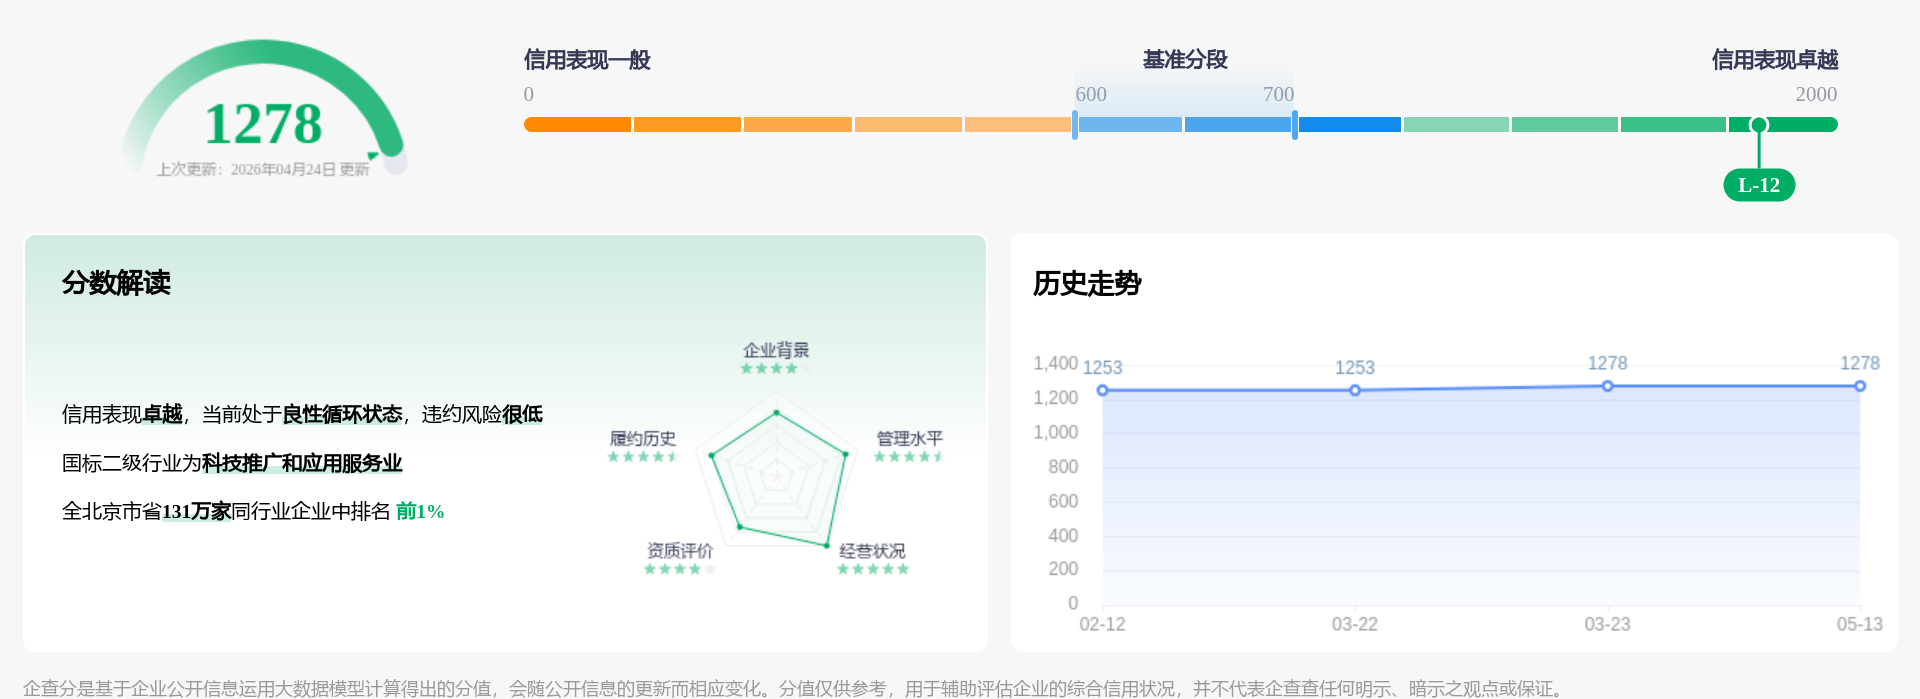 信用表现一般
基准分段
信用表现卓越
0
600
700
2000
1278
上次更新：2026年04月24日 更新
L-12
分数解读
信用表现卓越，当前处于良性循环状态，违约风险很低
国标二级行业为科技推广和应用服务业
全北京市省131万家同行业企业中排名 前1%
企业背景
履约历史
管理水平
资质评价
经营状况
历史走势
1,400
1,200
1,000
800
600
400
200
0
1253
1253
1278
1278
02-12
03-22
03-23
05-13
企查分是基于企业公开信息运用大数据模型计算得出的分值，会随公开信息的更新而相应变化。分值仅供参考，用于辅助评估企业的综合信用状况，并不代表企查查任何明示、暗示之观点或保证。